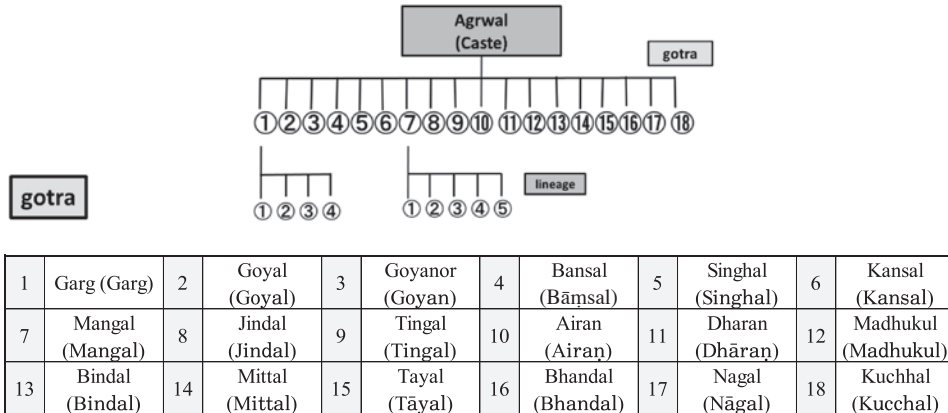 Agrwal
(Caste)
gotra
①②③④⑤⑥⑦⑧⑨⑩⑪⑫⑬⑭⑮⑯⑰⑱
gotra
lineage
①②③④ ①②③④⑤
1 Garg (Garg) 2 Goyal (Goyal) 3 Goyanor (Goyan) 4 Bansal (Bāṃsal) 5 Singhal (Singhal) 6 Kansal (Kansal)
7 Mangal (Mangal) 8 Jindal (Jindal) 9 Tingal (Tingal) 10 Airan (Airaṇ) 11 Dharan (Dhāraṇ) 12 Madhukul (Madhukul)
13 Bindal (Bindal) 14 Mittal (Mittal) 15 Tayal (Tāyal) 16 Bhandal (Bhandal) 17 Nagal (Nāgal) 18 Kuchhal (Kucchal)